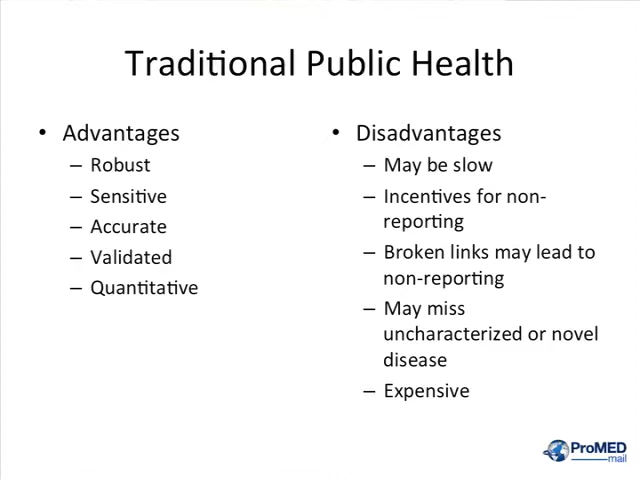 Traditional Public Health
• Advantages
– Robust
– Sensitive
– Accurate
– Validated
– Quantitative
• Disadvantages
– May be slow
– Incentives for non-
reporting
– Broken links may lead to
non-reporting
– May miss
uncharacterized or novel
disease
– Expensive
ProMED
mail